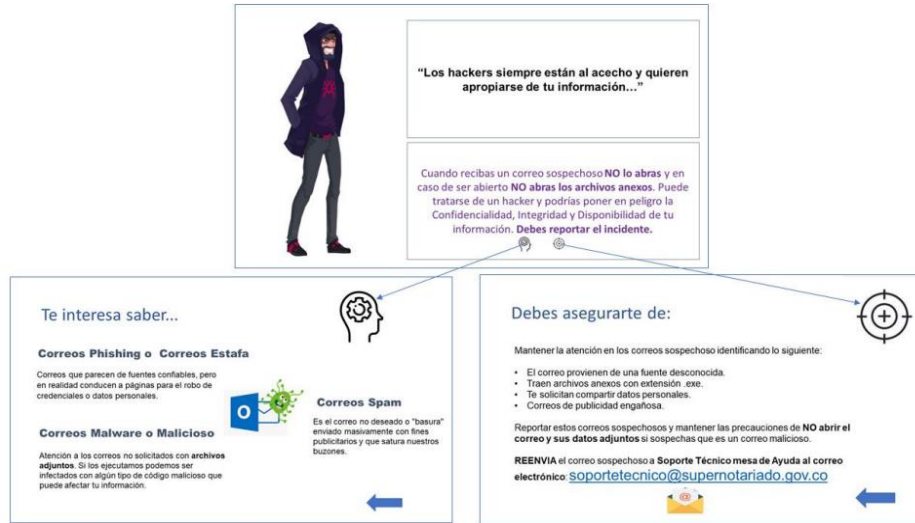 “Los hackers siempre están al acecho y quieren
apropiarse de tu información…”
Cuando recibas un correo sospechoso NO lo abras y en
caso de ser abierto NO abras los archivos anexos. Puede
tratarse de un hacker y podrías poner en peligro la
Confidencialidad, Integridad y Disponibilidad de tu
información. Debes reportar el incidente.
Te interesa saber...
Correos Phishing o Correos Estafa
Correos que parecen de fuentes confiables, pero
en realidad conducen a páginas para el robo de
credenciales o datos personales.
Correos Malware o Malicioso
Atención a los correos no solicitados con archivos
adjuntos. Si los ejecutamos podemos ser
infectados con algún tipo de código malicioso que
puede afectar tu información.
O
Correos Spam
Es el correo no deseado o "basura"
enviado masivamente con fines
publicitarios y que satura nuestros
buzones.
Debes asegurarte de:
Mantener la atención en los correos sospechoso identificando lo siguiente:
• El correo provienen de una fuente desconocida.
• Traen archivos anexos con extensión .exe.
• Te solicitan compartir datos personales.
• Correos de publicidad engañosa.
Reportar estos correos sospechosos y mantener las precauciones de NO abrir el
correo y sus datos adjuntos si sospechas que es un correo malicioso.
REENVIA el correo sospechoso a Soporte Técnico mesa de Ayuda al correo
electrónico: soportetecnico@supernotariado.gov.co
@